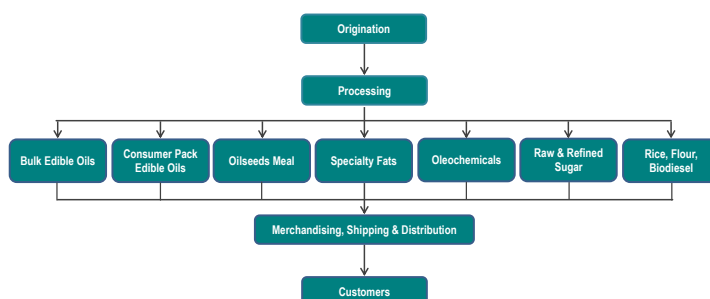 Origination
Processing
Bulk Edible Oils
Consumer Pack
Edible Oils
Oilseeds Meal
Specialty Fats
Oleochemicals
Raw & Refined
Sugar
Rice, Flour,
Biodiesel
Merchandising, Shipping & Distribution
Customers